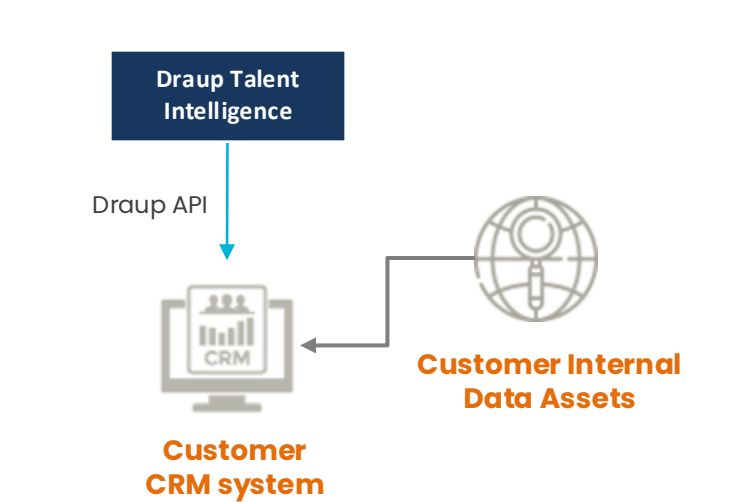 Draup Talent
Intelligence
Draup API
CRM
Customer Internal
Data Assets
Customer
CRM system